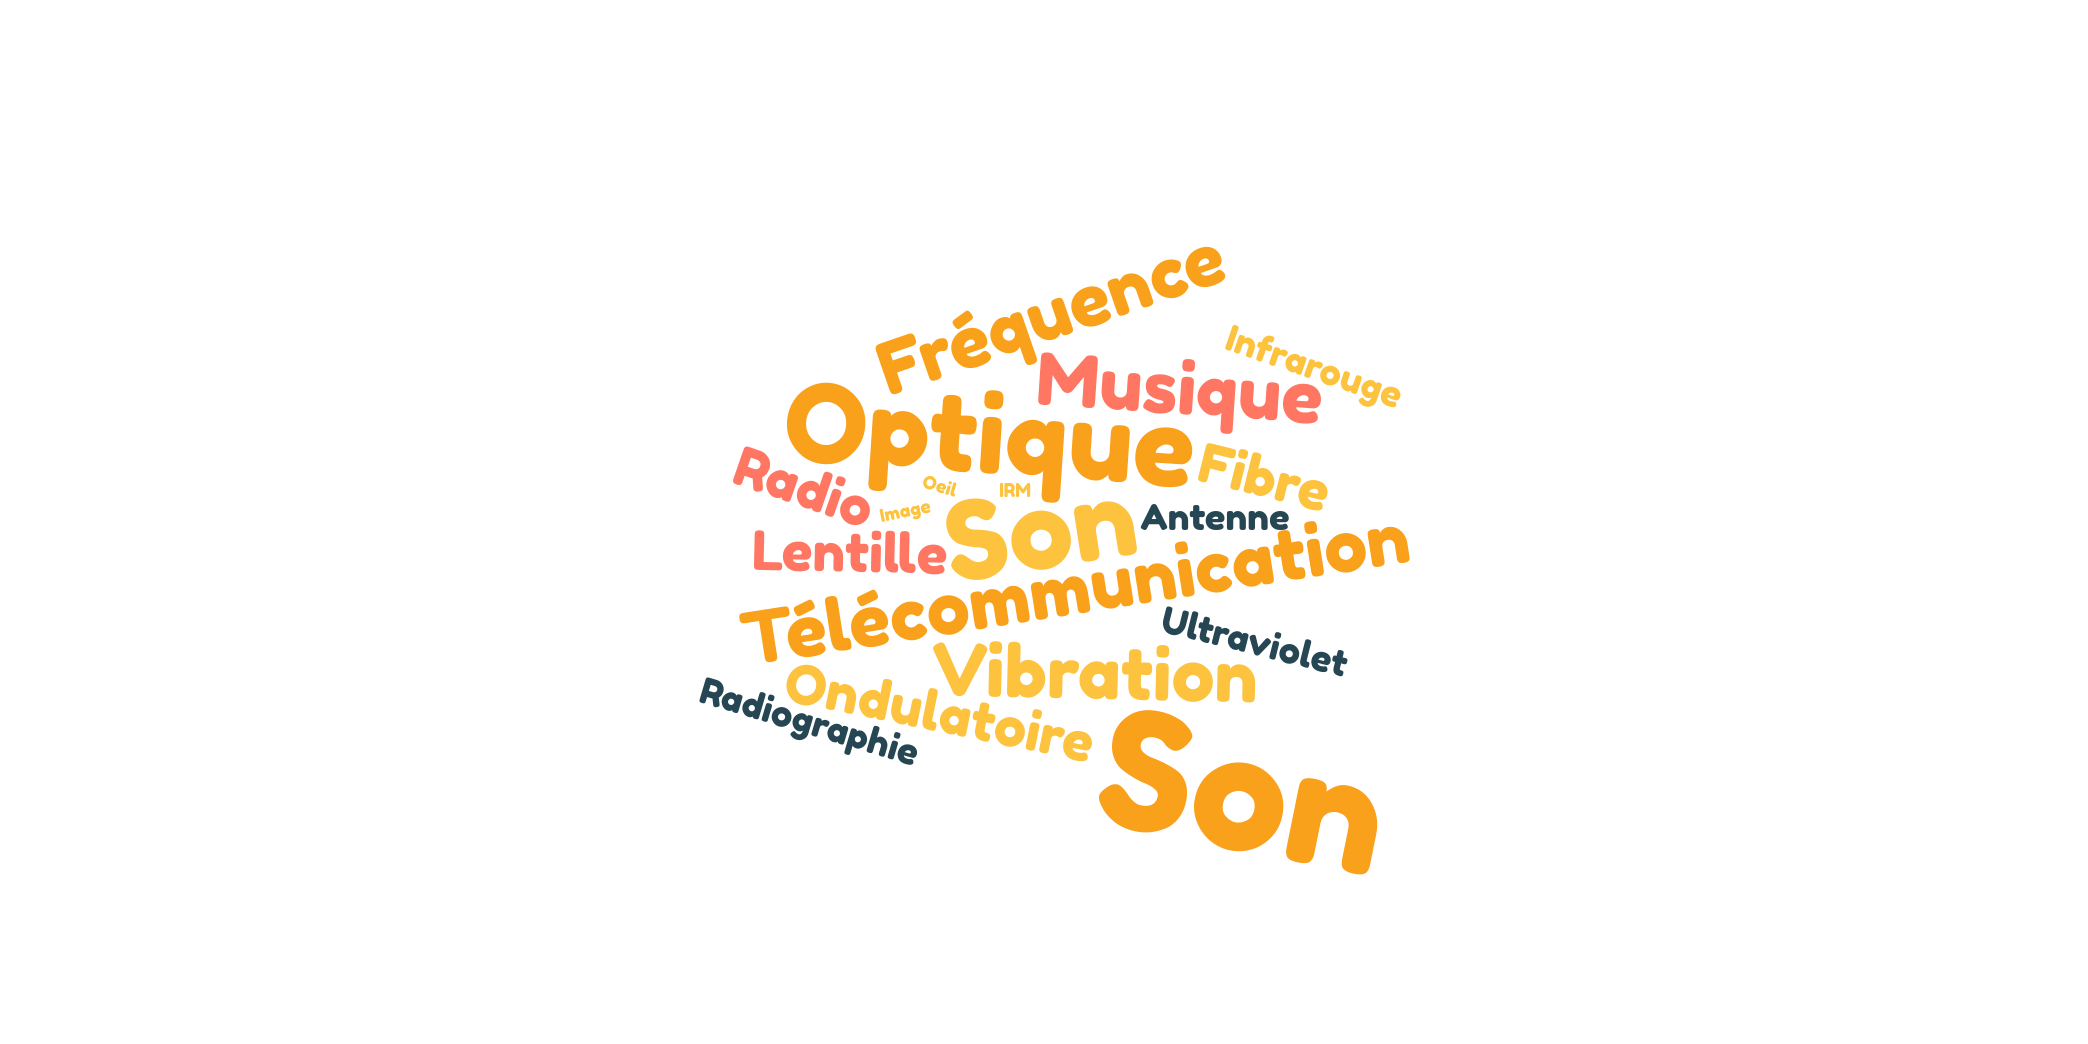 Fréquence
Infrarouge
Musique
Optique
Fibre
Radio
Oeil
IRM
Image
Son
Antenne
Lentille
Télécommunication
Ultraviolet
Vibration
Ondulatoire
Radiographie
Son